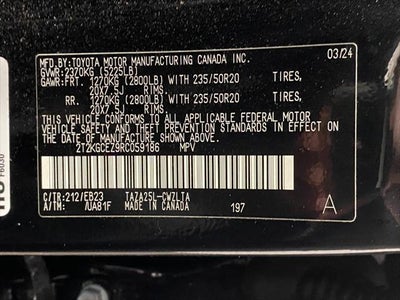 MFD.BY:TOYOTA MOTOR MANUFACTURING CANADA INC. 03/24
GVWR:2370KG (5225LB)
GAWR:FRT. 1270KG (2800LB) WITH 235/50R20 TIRES,
20X7.5J RIMS.
RR. 1270KG (2800LB) WITH 235/50R20 TIRES,
20X7.5J RIMS.
THIS VEHICLE CONFORMS TO ALL APPLICABLE FEDERAL MOTOR
VEHICLE SAFETY AND THEFT PREVENTION STANDARDS IN EFFECT ON
THE DATE OF MANUFACTURE SHOWN ABOVE.
2T2KGCEZ9RC059186 MPV
C/TR:212/EB23 TAZA25L-CWZLTA
A/TM: /UA81F MADE IN CANADA 197 A
F6030